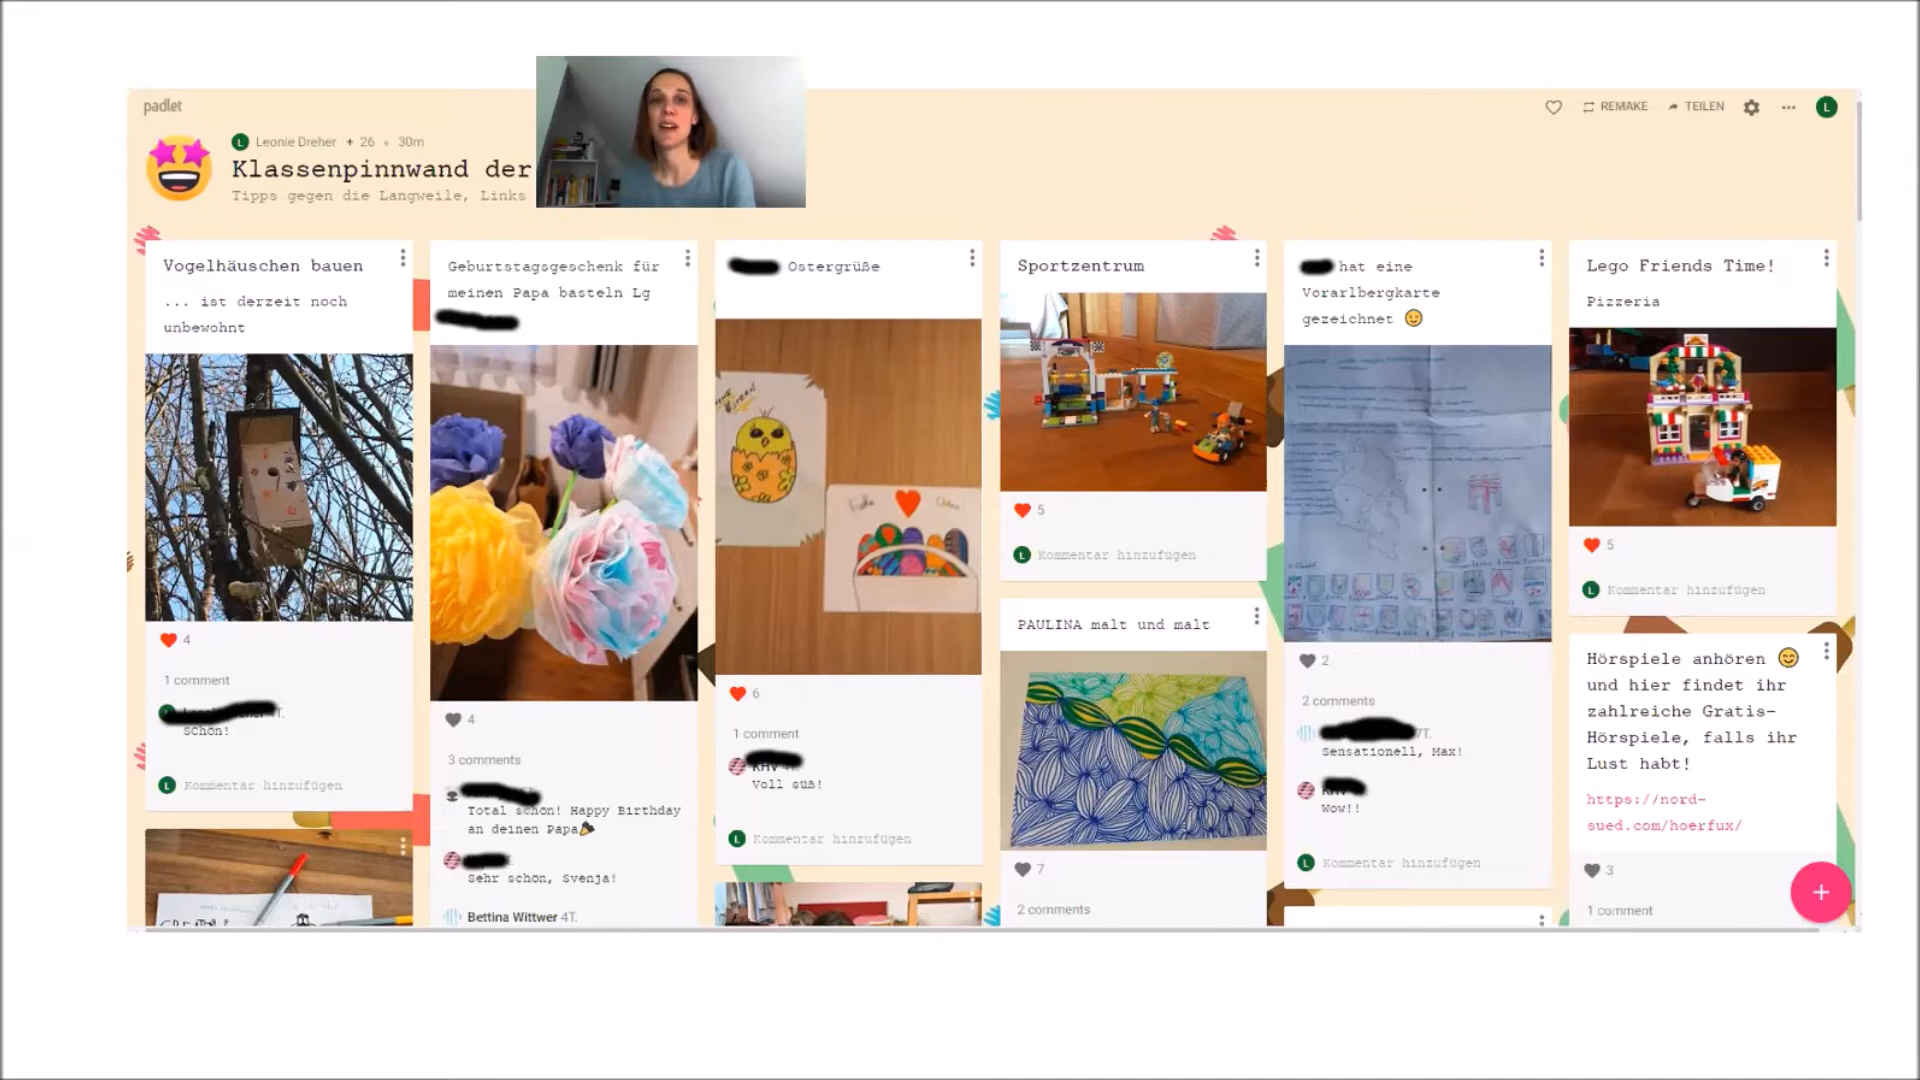 padlet
REMAKE
TEILEN
L
L Leonie Dreher + 26 • 30m
Klassenpinnwand der
Tipps gegen die Langweile, Links
Vogelhäuschen bauen
... ist derzeit noch
unbewohnt
4
1 comment
schön!
L Kommentar hinzufügen
Geburtstagsgeschenk für
meinen Papa basteln Lg
4
3 comments
Total schön! Happy Birthday
an deinen Papa
Sehr schön, Svenja!
Bettina Wittwer 4T.
Ostergrüße
6
1 comment
Voll süß!
L Kommentar hinzufügen
Sportzentrum
5
L Kommentar hinzufügen
PAULINA malt und malt
7
2 comments
hat eine
Vorarlbergkarte
gezeichnet
2
2 comments
7T.
Sensationell, Max!
Wow!!
L Kommentar hinzufügen
Lego Friends Time!
Pizzeria
5
L Kommentar hinzufügen
Hörspiele anhören
und hier findet ihr
zahlreiche Gratis-
Hörspiele, falls ihr
Lust habt!
https://nord-
sued.com/hoerfux/
3
1 comment